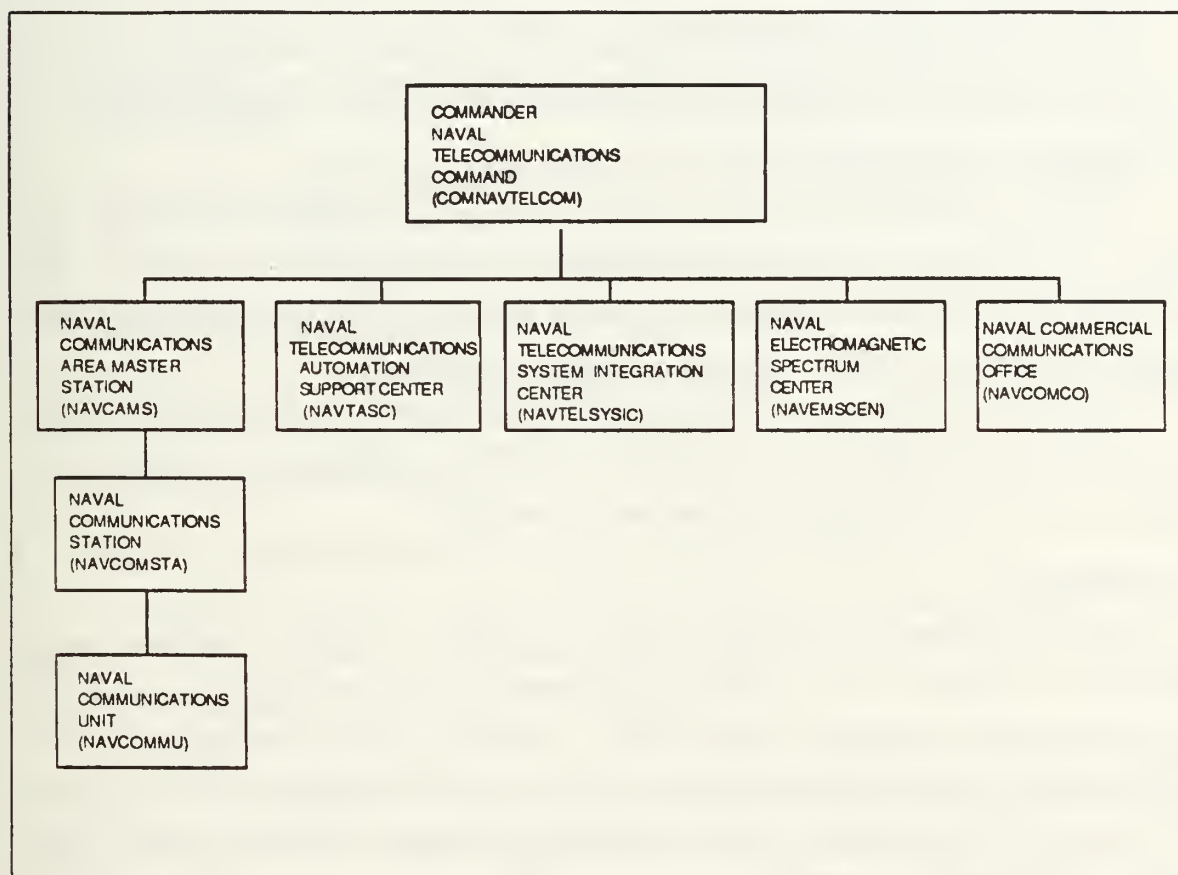 COMMANDER
NAVAL
TELECOMMUNICATIONS
COMMAND
(COMNAVTELCOM)
NAVAL
COMMUNICATIONS
AREA MASTER
STATION
(NAVCAMS)
NAVAL
TELECOMMUNICATIONS
AUTOMATION
SUPPORT CENTER
(NAVTASC)
NAVAL
TELECOMMUNICATIONS
SYSTEM INTEGRATION
CENTER
(NAVTELSYSIC)
NAVAL
ELECTROMAGNETIC
SPECTRUM
CENTER
(NAVEMSCEN)
NAVAL COMMERCIAL
COMMUNICATIONS
OFFICE
(NAVCOMCO)
NAVAL
COMMUNICATIONS
STATION
(NAVCOMSTA)
NAVAL
COMMUNICATIONS
UNIT
(NAVCOMMU)